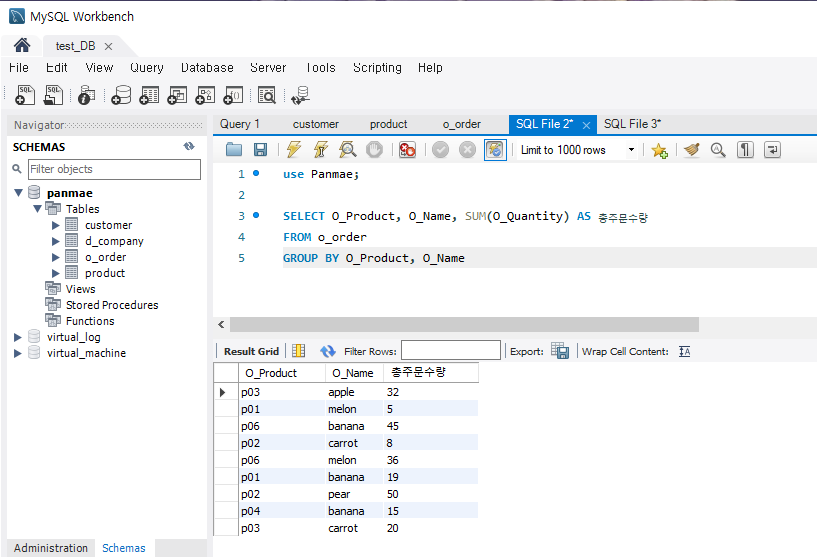 MySQL Workbench
test_DB
File Edit View Query Database Server Tools Scripting Help
Navigator
SCHEMAS
Filter objects
panmae
Tables
customer
d_company
o_order
product
Views
Stored Procedures
Functions
virtual_log
virtual_machine
Administration Schemas
Query 1 customer product o_order SQL File 2* SQL File 3*
Limit to 1000 rows
1 use Panmae;
2
3 SELECT O_Product, O_Name, SUM(O_Quantity) AS 총주문수량
4 FROM o_order
5 GROUP BY O_Product, O_Name
Result Grid Filter Rows: Export: Wrap Cell Content: IA
O_Product O_Name 총주문수량
p03 apple 32
p01 melon 5
p06 banana 45
p02 carrot 8
p06 melon 36
p01 banana 19
p02 pear 50
p04 banana 15
p03 carrot 20